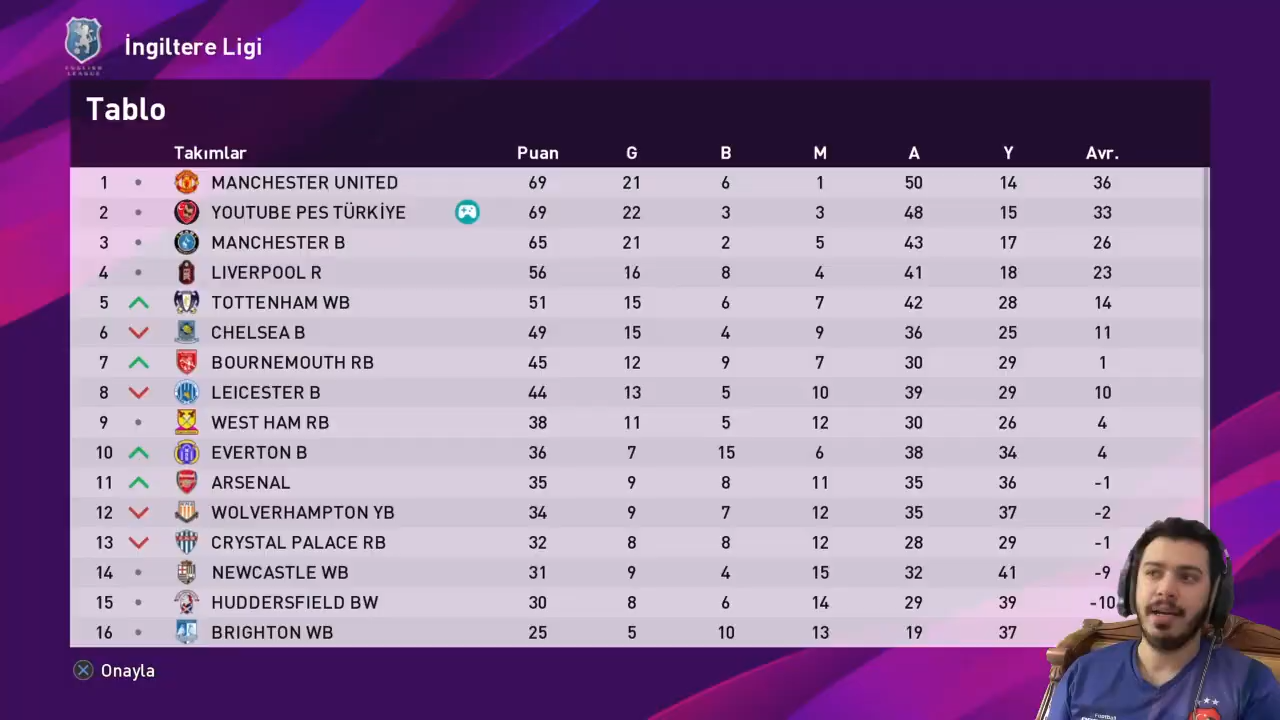 İngiltere Ligi
ENGLISH LEAGUE
Tablo
Takımlar Puan G B M A Y Avr.
1 MANCHESTER UNITED 69 21 6 1 50 14 36
2 YOUTUBE PES TÜRKİYE 69 22 3 3 48 15 33
3 MANCHESTER B 65 21 2 5 43 17 26
4 LIVERPOOL R 56 16 8 4 41 18 23
5 TOTTENHAM WB 51 15 6 7 42 28 14
6 CHELSEA B 49 15 4 9 36 25 11
7 BOURNEMOUTH RB 45 12 9 7 30 29 1
8 LEICESTER B 44 13 5 10 39 29 10
9 WEST HAM RB 38 11 5 12 30 26 4
10 EVERTON B 36 7 15 6 38 34 4
11 ARSENAL 35 9 8 11 35 36 -1
12 WOLVERHAMPTON YB 34 9 7 12 35 37 -2
13 CRYSTAL PALACE RB 32 8 8 12 28 29 -1
14 NEWCASTLE WB 31 9 4 15 32 41 -9
15 HUDDERSFIELD BW 30 8 6 14 29 39 -10
16 BRIGHTON WB 25 5 10 13 19 37
Onayla